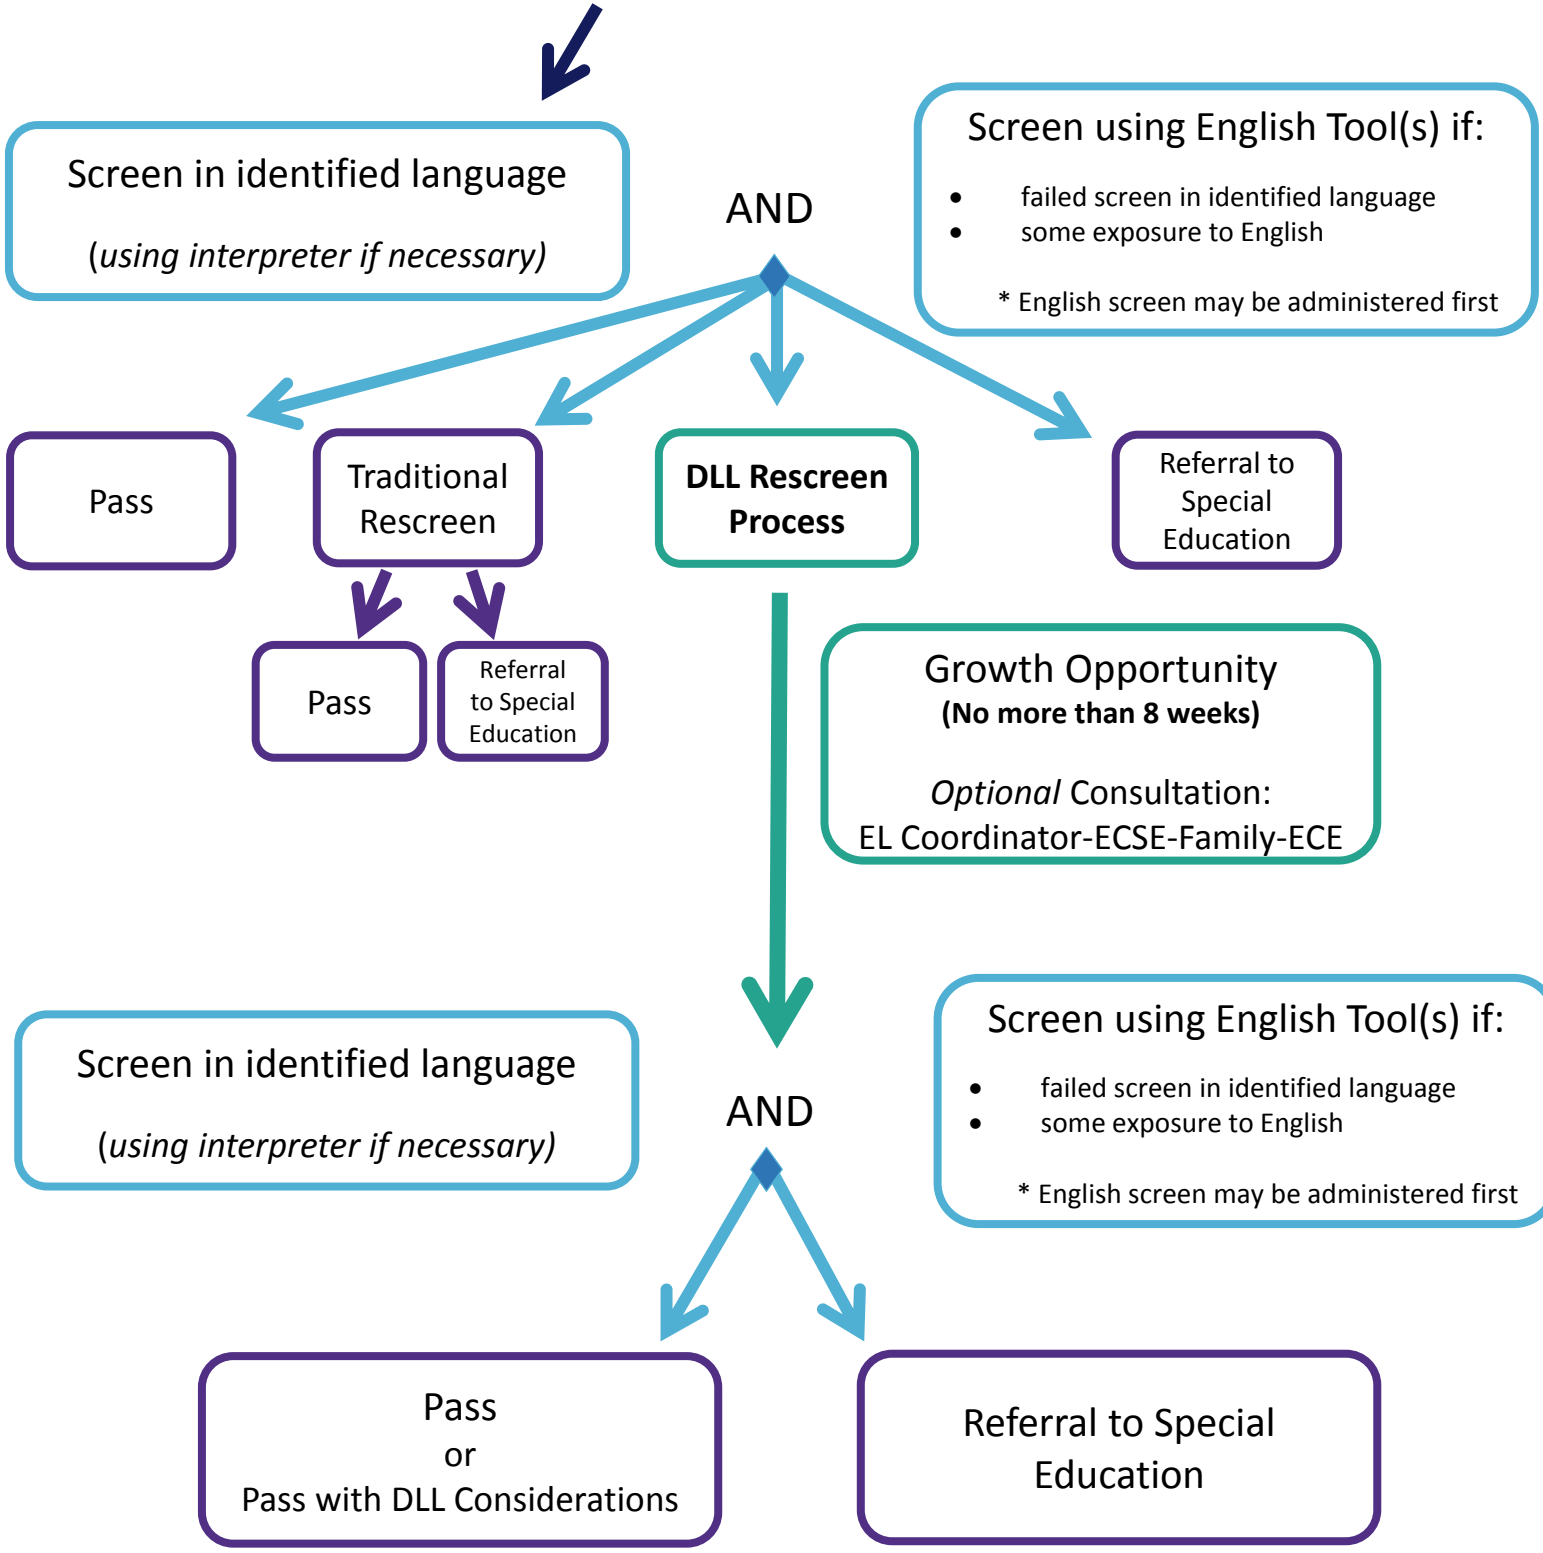 Screen in identified language
(using interpreter if necessary)
AND
Screen using English Tool(s) if:
• failed screen in identified language
• some exposure to English
* English screen may be administered first
Pass
Traditional
Rescreen
DLL Rescreen
Process
Referral to
Special
Education
Pass
Referral
to Special
Education
Growth Opportunity
(No more than 8 weeks)
Optional Consultation:
EL Coordinator-ECSE-Family-ECE
Screen in identified language
(using interpreter if necessary)
AND
Screen using English Tool(s) if:
• failed screen in identified language
• some exposure to English
* English screen may be administered first
Pass
or
Pass with DLL Considerations
Referral to Special
Education